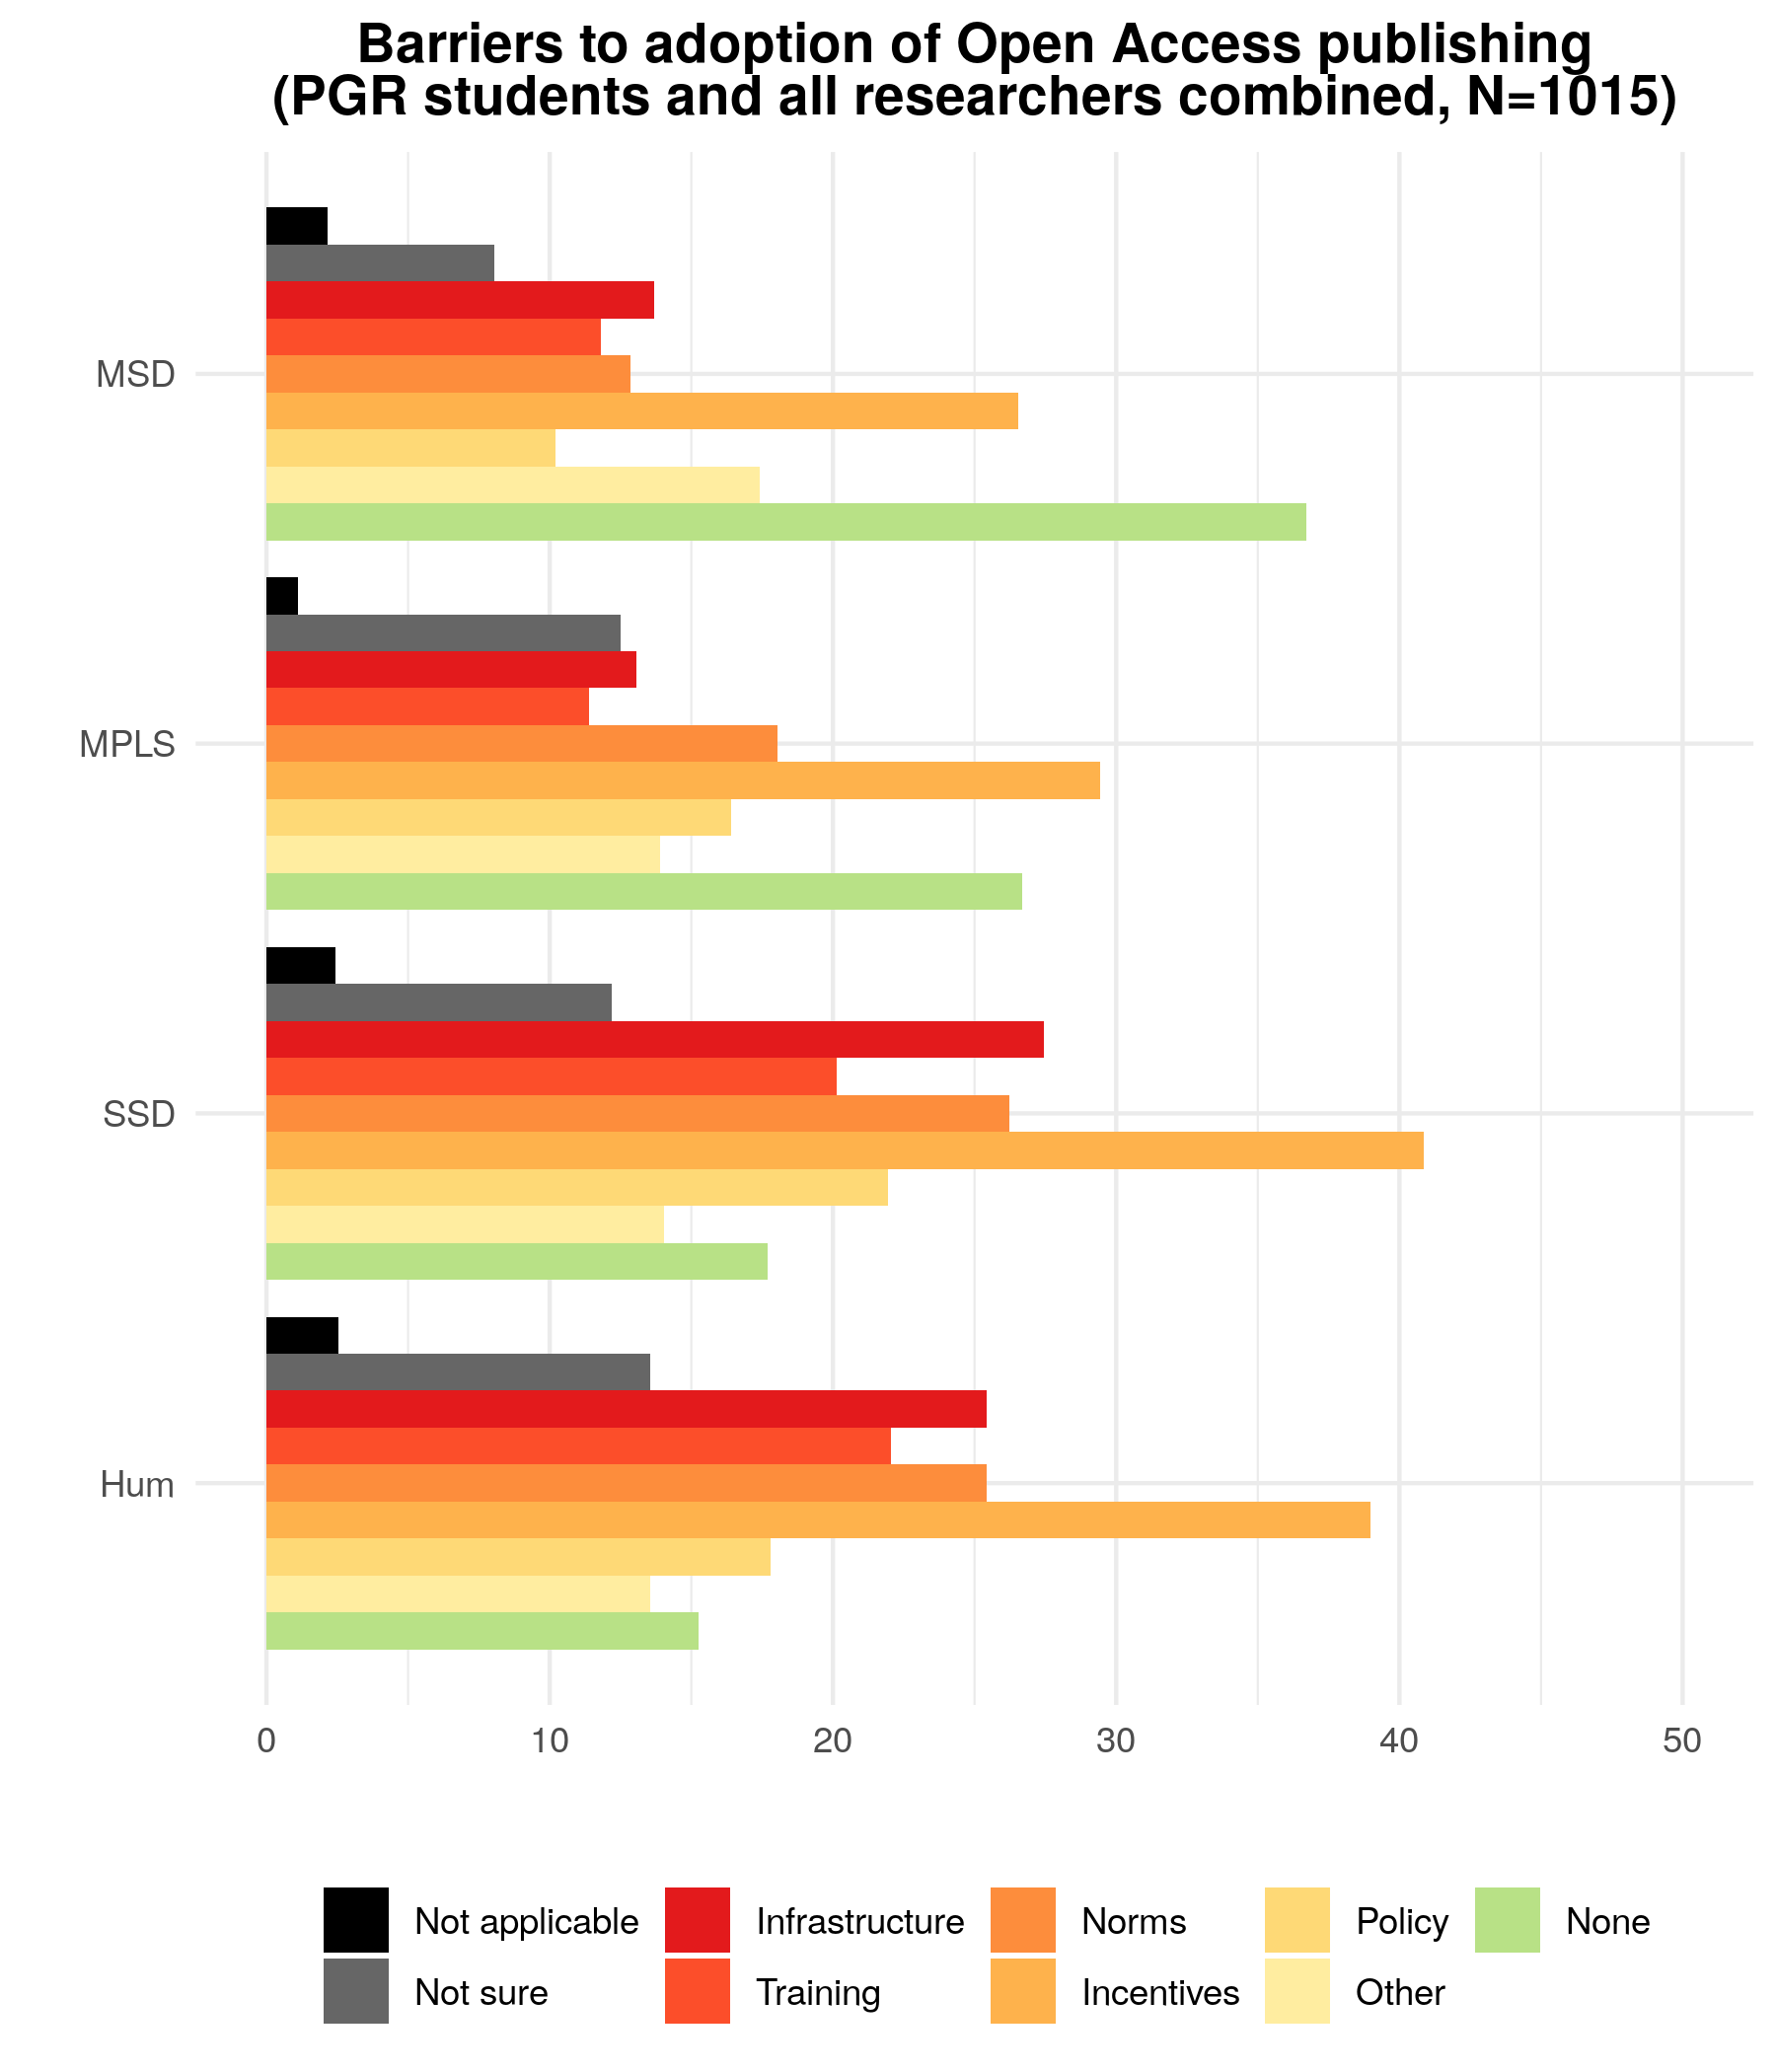 Barriers to adoption of Open Access publishing
(PGR students and all researchers combined, N=1015)
MSD
MPLS
SSD
Hum
0 10 20 30 40 50
Not applicable Infrastructure Norms Policy None
Not sure Training Incentives Other